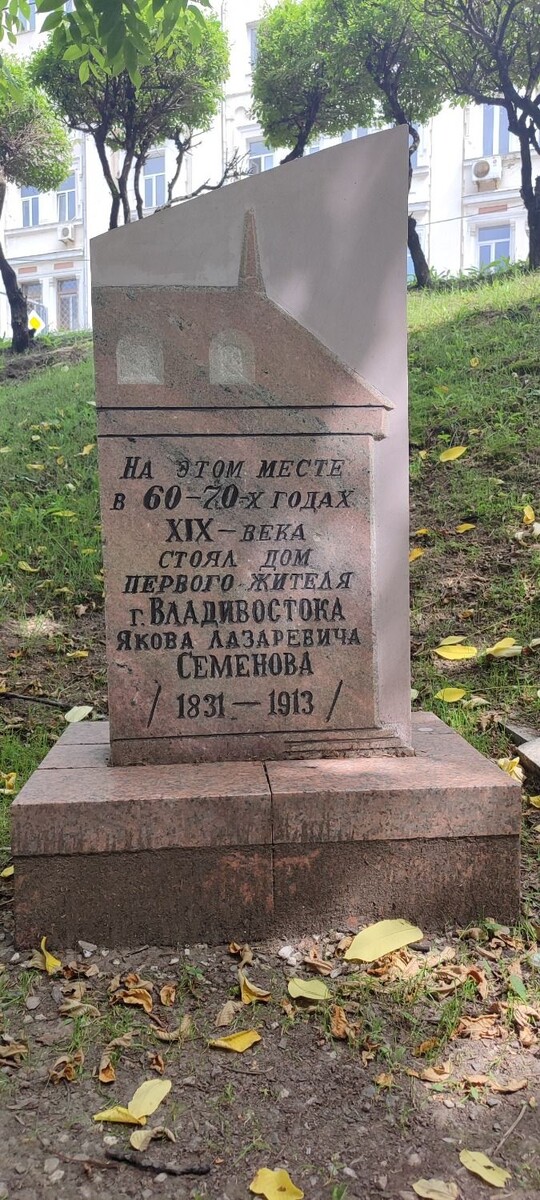 На этом месте
в 60-70-х годах
XIX - века
стоял дом
первого жителя
г. Владивостока
Якова Лазаревича
Семенова
/ 1831 - 1913 /